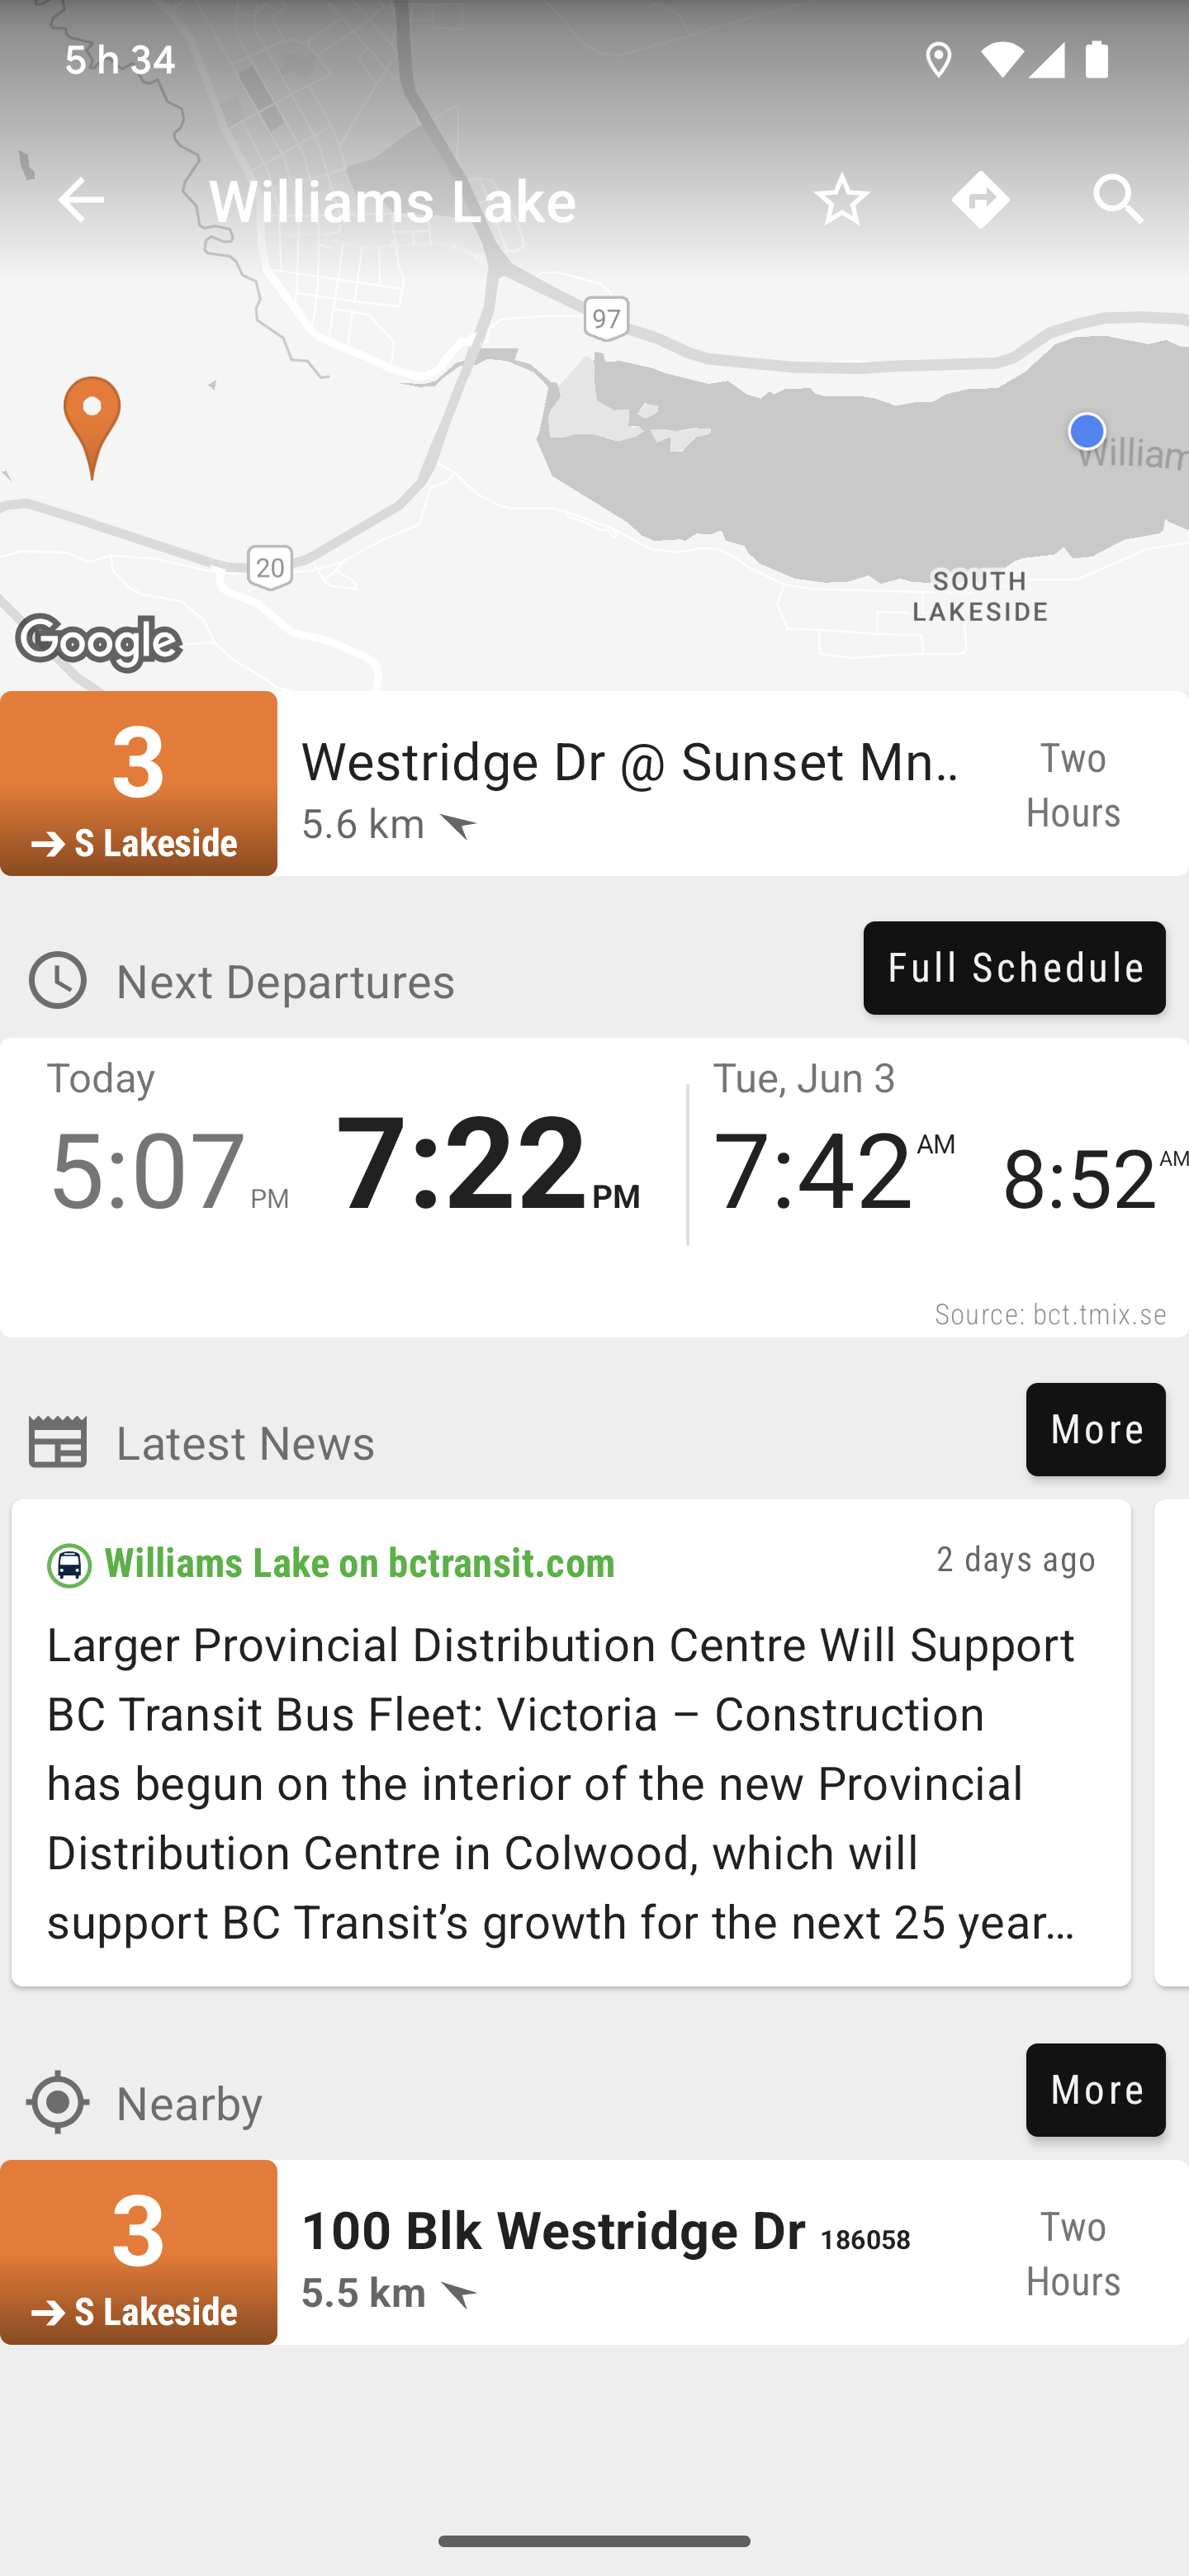 5 h 34
Williams Lake
97
William
20
SOUTH
LAKESIDE
Google
3
S Lakeside
Westridge Dr @ Sunset Mn..
5.6 km
Two
Hours
Next Departures
Full Schedule
Today
5:07 PM
7:22 PM
Tue, Jun 3
7:42 AM
8:52 AM
Source: bct.tmix.se
Latest News
More
Williams Lake on bctransit.com
2 days ago
Larger Provincial Distribution Centre Will Support
BC Transit Bus Fleet: Victoria – Construction
has begun on the interior of the new Provincial
Distribution Centre in Colwood, which will
support BC Transit’s growth for the next 25 year…
Nearby
More
3
S Lakeside
100 Blk Westridge Dr 186058
5.5 km
Two
Hours